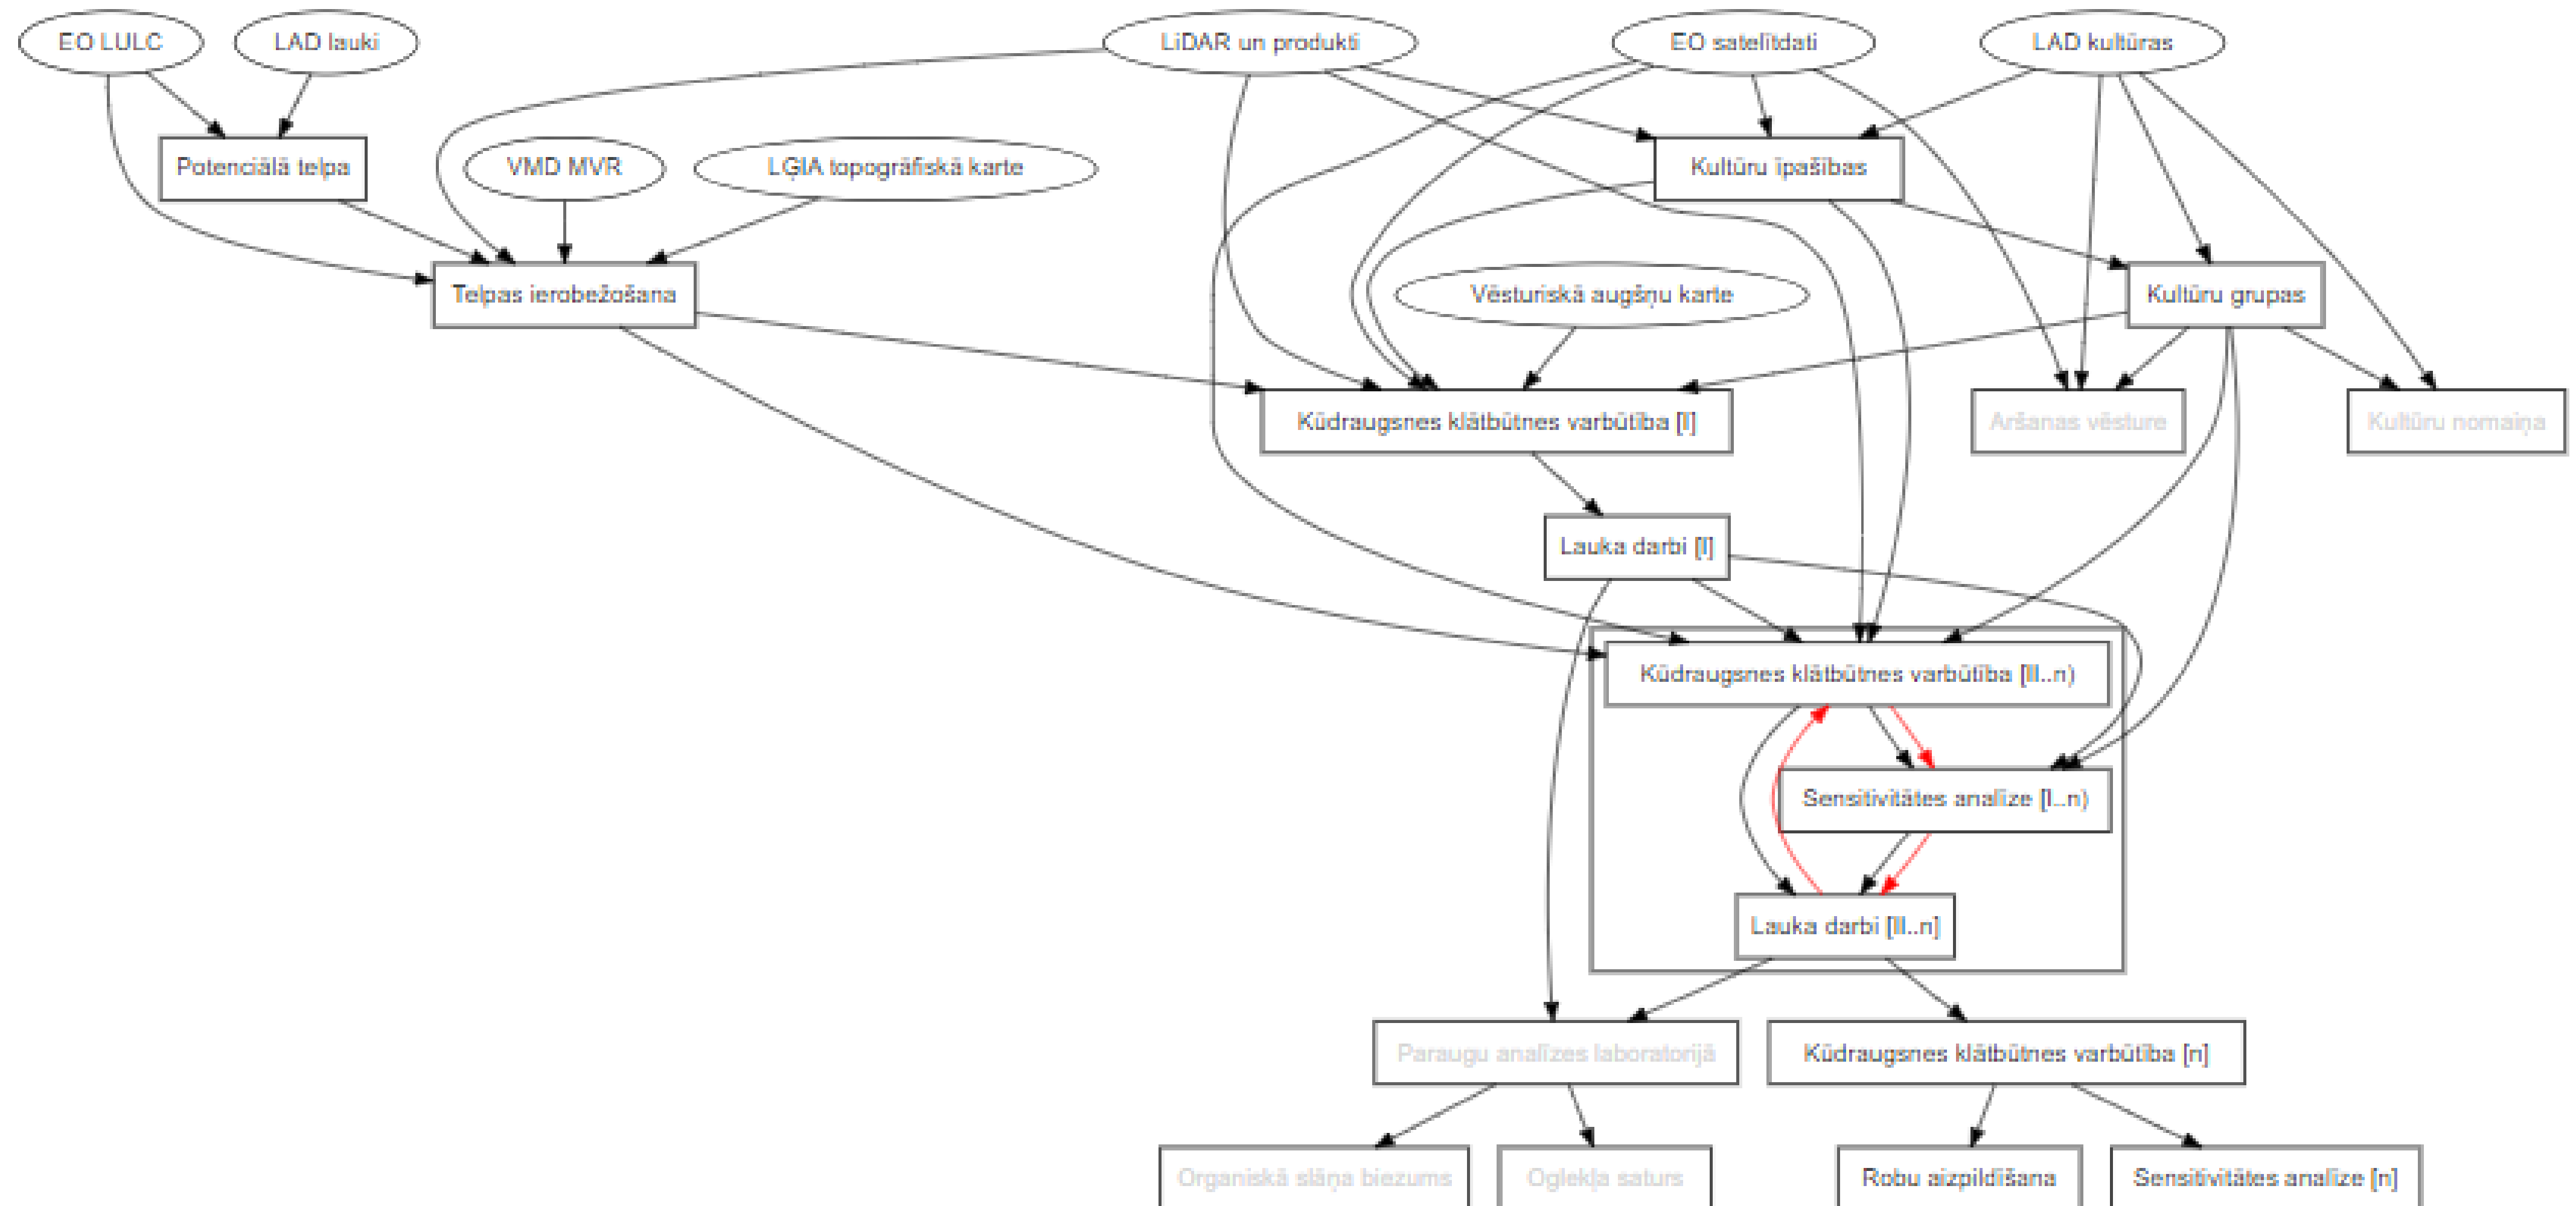 EO LULC
LAD lauki
LiDAR un produkti
EO satelītdati
LAD kultūras
Potenciālā telpa
VMD MVR
LĢIA topogrāfiskā karte
Kultūru īpašības
Telpas ierobežošana
Vēsturiskā augšņu karte
Kultūru grupas
Kūdraugsnes klātbūtnes varbūtība [I]
Aršanas vēsture
Kultūru nomaiņa
Lauka darbi [I]
Kūdraugsnes klātbūtnes varbūtība [II..n)
Sensitivitātes analīze [I..n)
Lauka darbi [II..n]
Paraugu analīzes laboratorijā
Kūdraugsnes klātbūtnes varbūtība [n]
Organiskā slāņa biezums
Oglekļa saturs
Robu aizpildīšana
Sensitivitātes analīze [n]